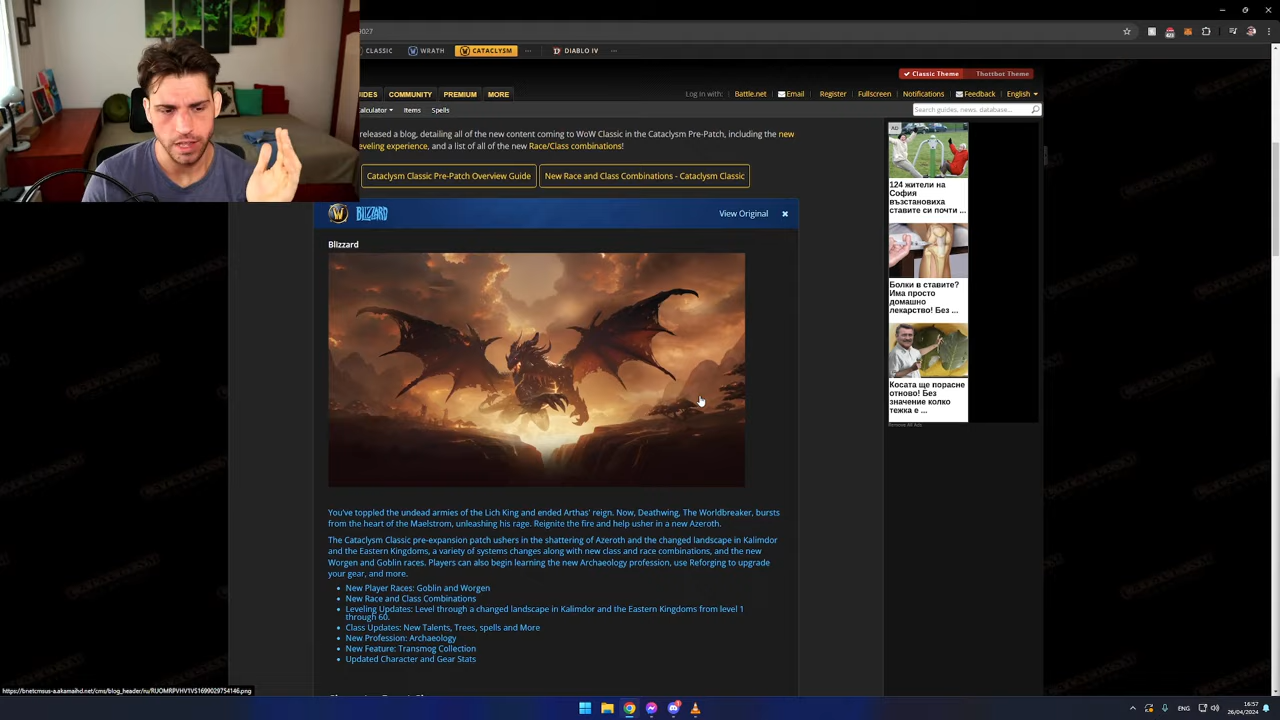 0027
CLASSIC
WRATH
CATACLYSM
DIABLO IV
Classic Theme
Thottbot Theme
COMMUNITY
PREMIUM
MORE
Log in with:
Battle.net
Email
Register
Fullscreen
Notifications
Feedback
English
Items
Spells
Search guides, news, database...
released a blog, detailing all of the new content coming to WoW Classic in the Cataclysm Pre-Patch, including the new
eveling experience, and a list of all of the new Race/Class combinations!
Cataclysm Classic Pre-Patch Overview Guide
New Race and Class Combinations - Cataclysm Classic
BLIZZARD
View Original
Blizzard
AD
124 жители на
София
възстановиха
ставите си почти ...
Болки в ставите?
Има просто
домашно
лекарство! Без ...
Косата ще порасне
отново! Без
значение колко
тежка е ...
You've toppled the undead armies of the Lich King and ended Arthas' reign. Now, Deathwing, The Worldbreaker, bursts
from the heart of the Maelstrom, unleashing his rage. Reignite the fire and help usher in a new Azeroth.
The Cataclysm Classic pre-expansion patch ushers in the shattering of Azeroth and the changed landscape in Kalimdor
and the Eastern Kingdoms, a variety of systems changes along with new class and race combinations, and the new
Worgen and Goblin races. Players can also begin learning the new Archaeology profession, use Reforging to upgrade
your gear, and more.
New Player Races: Goblin and Worgen
New Race and Class Combinations
Leveling Updates: Level through a changed landscape in Kalimdor and the Eastern Kingdoms from level 1
through 60.
Class Updates: New Talents, Trees, spells and More
New Profession: Archaeology
New Feature: Transmog Collection
Updated Character and Gear Stats
ENG
16:57
26/04/2024